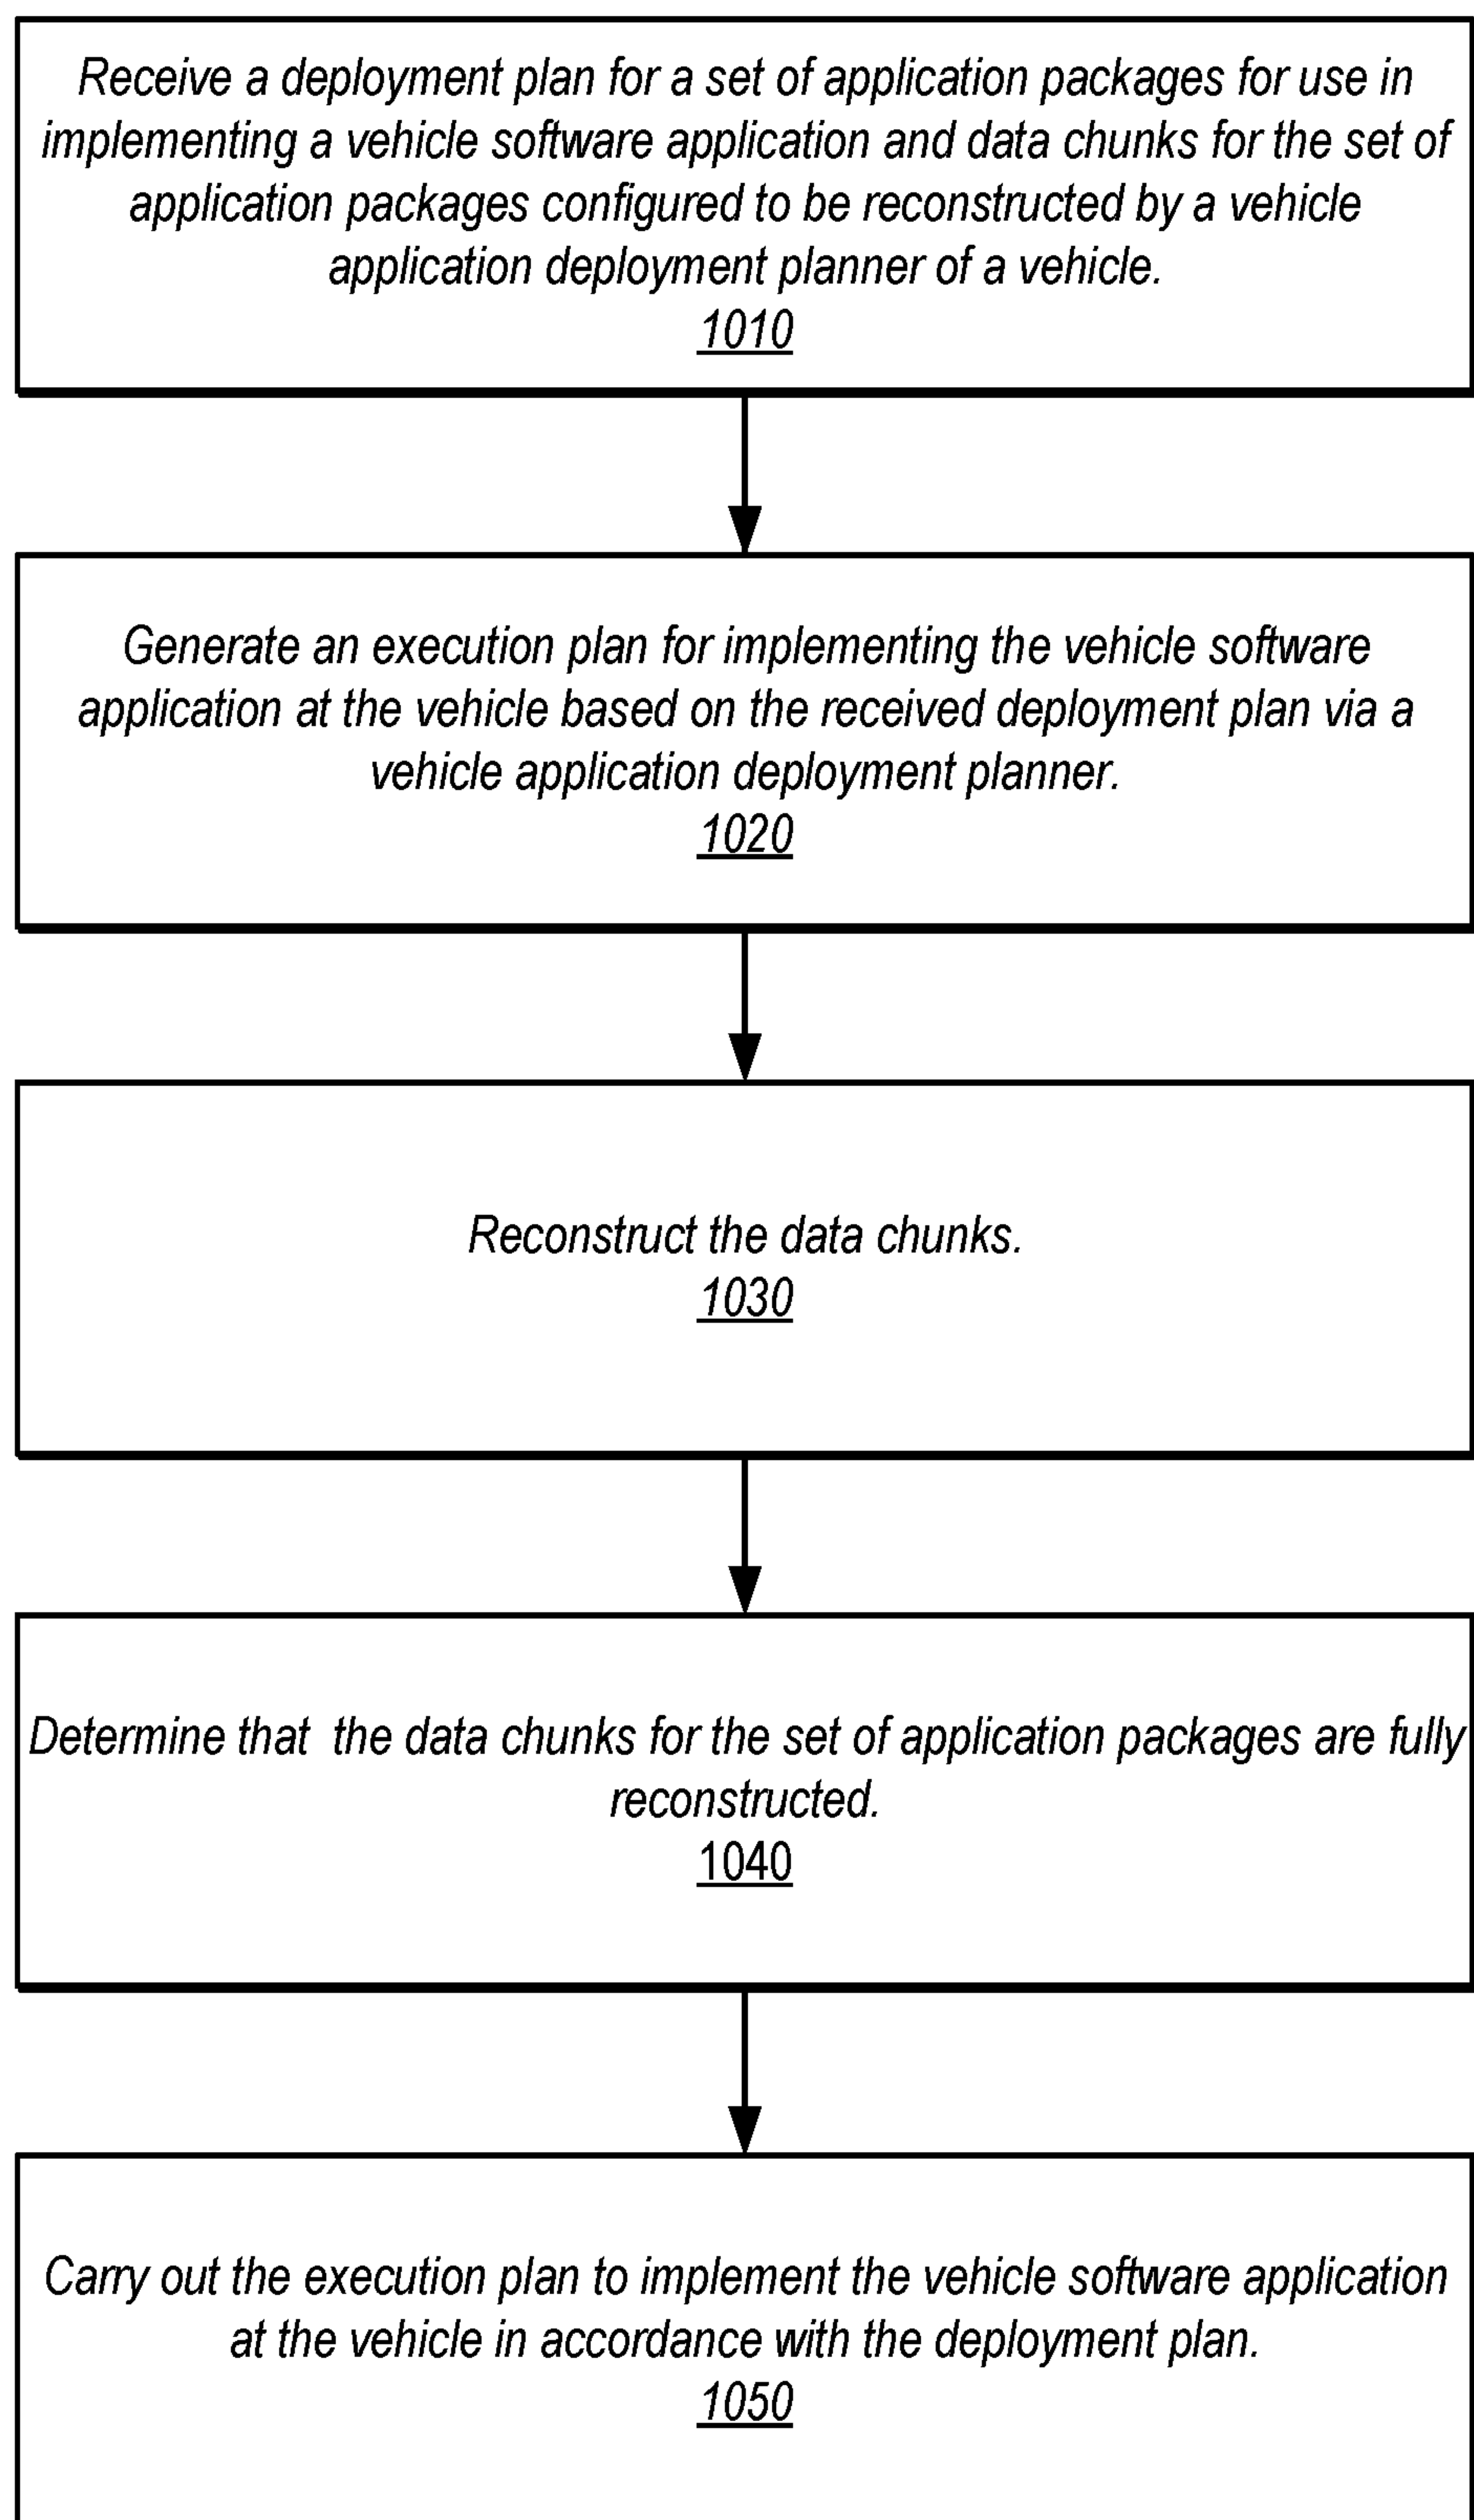 Receive a deployment plan for a set of application packages for use in
implementing a vehicle software application and data chunks for the set of
application packages configured to be reconstructed by a vehicle
application deployment planner of a vehicle.
1010
Generate an execution plan for implementing the vehicle software
application at the vehicle based on the received deployment plan via a
vehicle application deployment planner.
1020
Reconstruct the data chunks.
1030
Determine that the data chunks for the set of application packages are fully
reconstructed.
1040
Carry out the execution plan to implement the vehicle software application
at the vehicle in accordance with the deployment plan.
1050